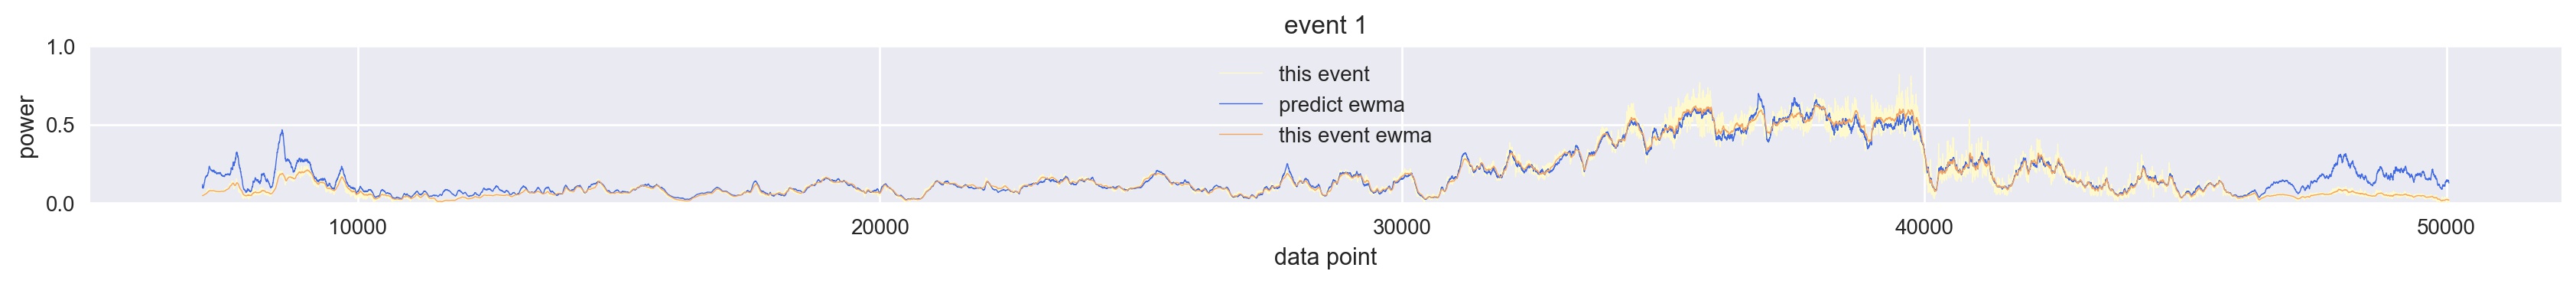 event 1
1.0
this event
predict ewma
power
0.5
this event ewma
0.0
10000 20000 30000 40000 50000
data point